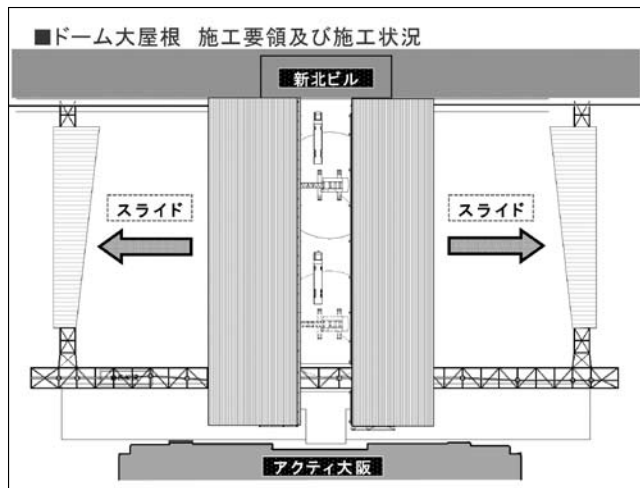 ■ドーム大屋根 施工要領及び施工状況
新北ビル
スライド
スライド
アクティ大阪